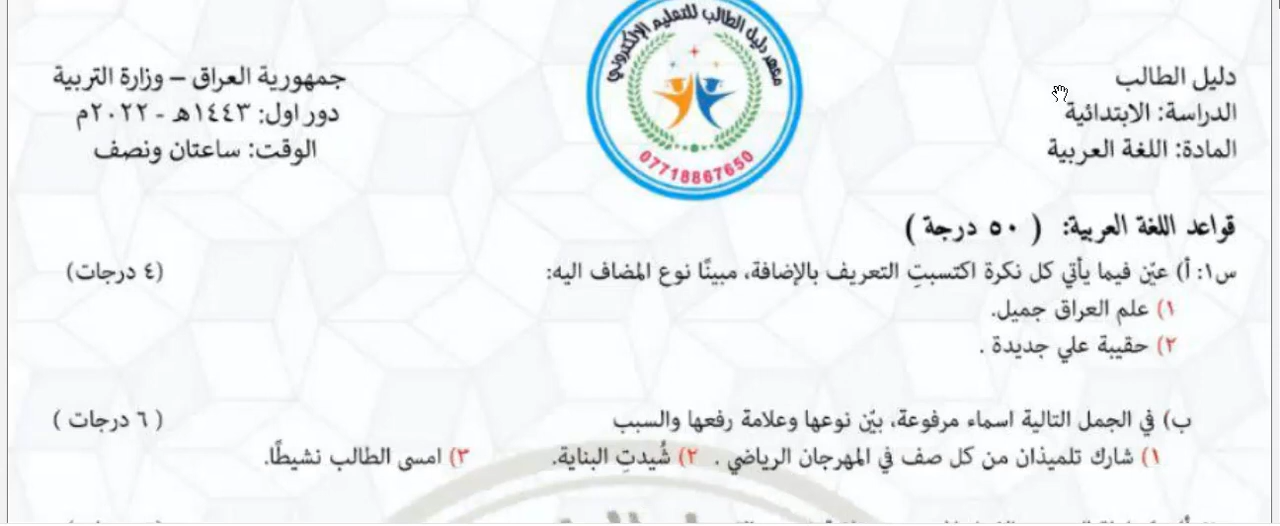 دليل الطالب
الدراسة: الابتدائية
المادة: اللغة العربية
معهد دليل الطالب للتعليم الإلكتروني
07718867650
جمهورية العراق – وزارة التربية
دور اول: ١٤٤٣هـ - ٢٠٢٢م
الوقت: ساعتان ونصف
قواعد اللغة العربية: ( ٥٠ درجة )
س١: أ) عيّن فيما يأتي كل نكرة اكتسبتِ التعريف بالإضافة، مبينًا نوع المضاف اليه: (٤ درجات)
١) علم العراق جميل.
٢) حقيبة علي جديدة .
ب) في الجمل التالية اسماء مرفوعة، بيّن نوعها وعلامة رفعها والسبب ( ٦ درجات )
١) شارك تلميذان من كل صف في المهرجان الرياضي . ٢) شُيدتِ البناية. ٣) امسى الطالب نشيطًا.